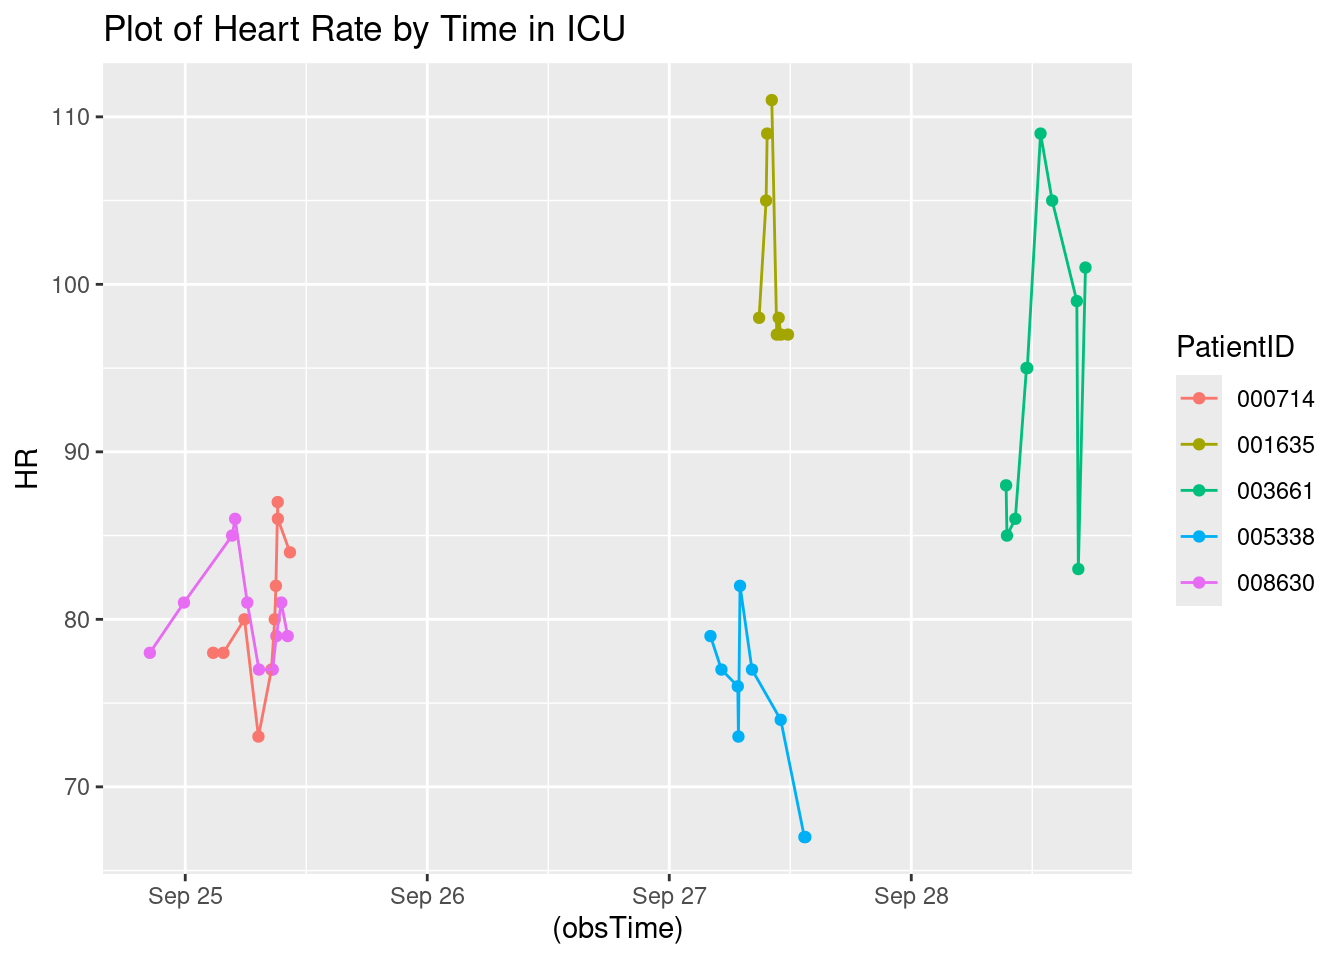 Plot of Heart Rate by Time in ICU
110
100
90
80
70
HR
Sep 25
Sep 26
Sep 27
Sep 28
(obsTime)
PatientID
000714
001635
003661
005338
008630